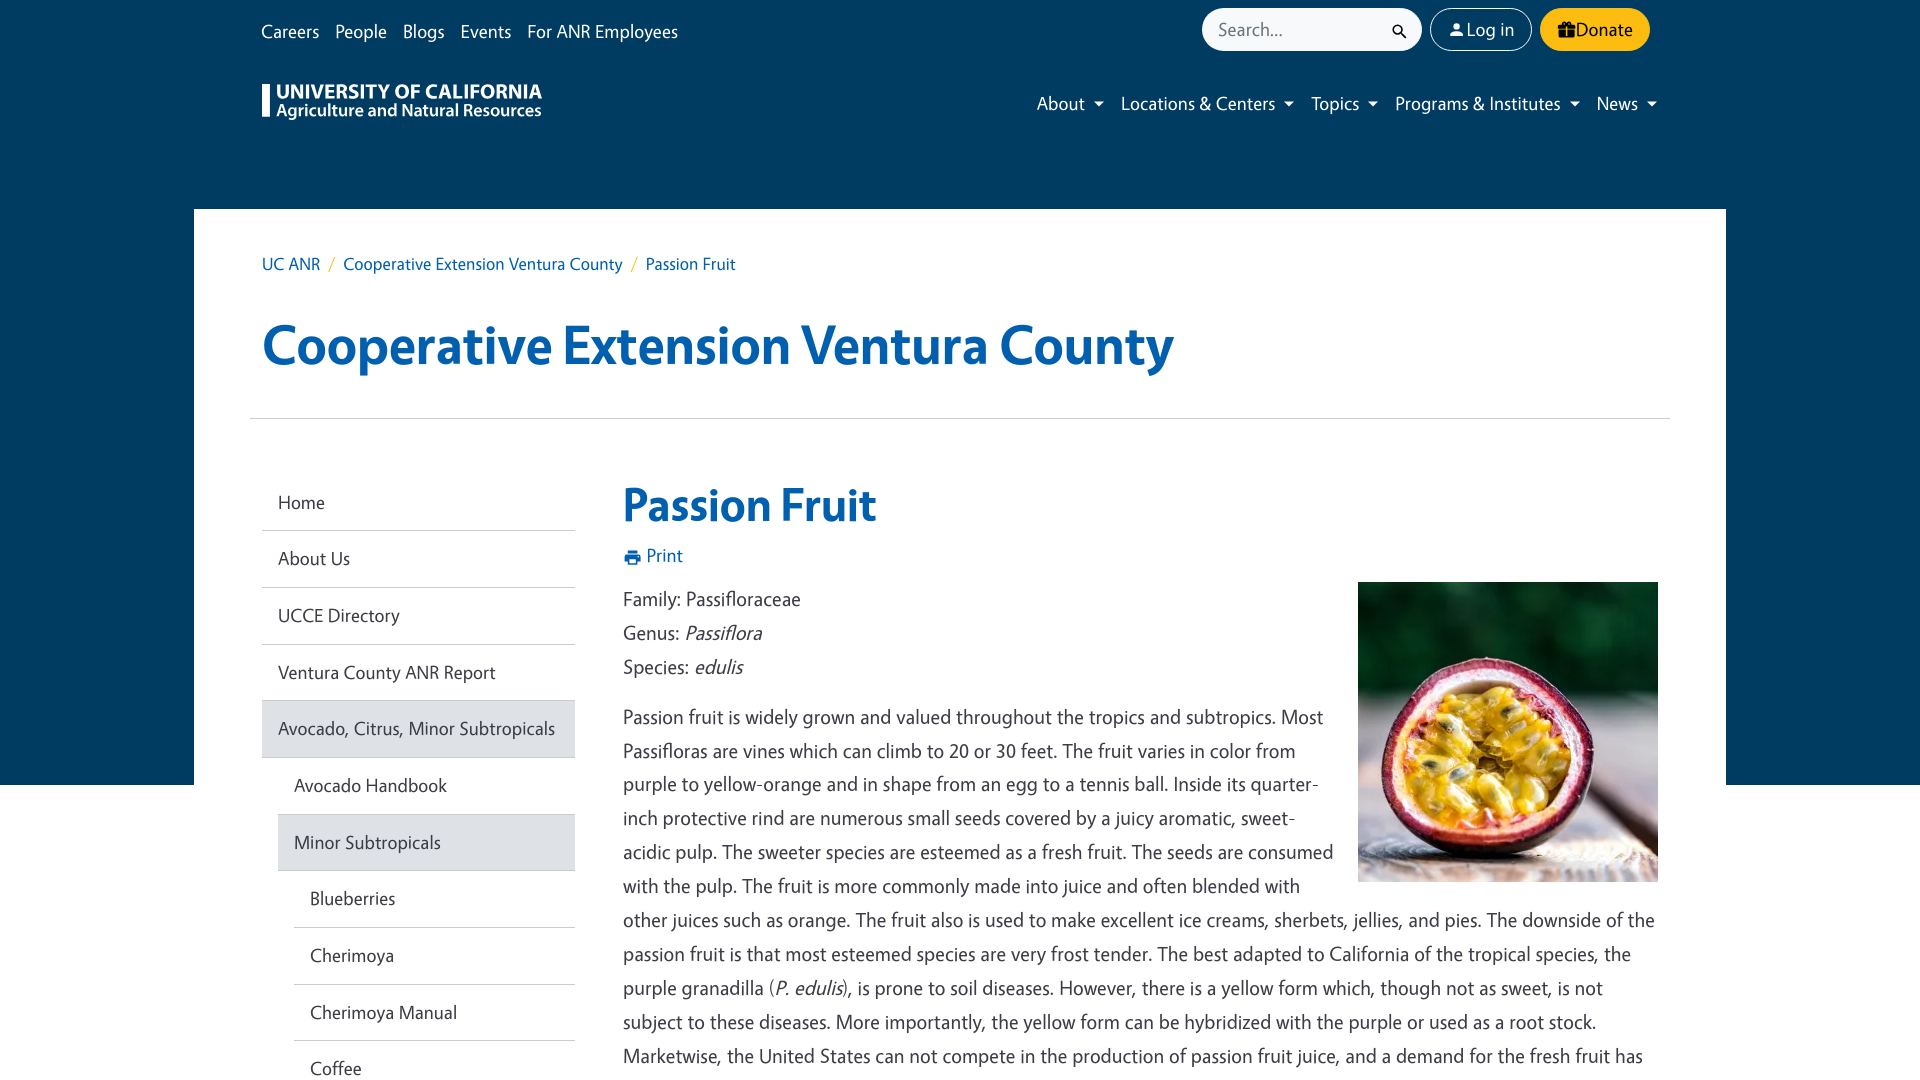 Careers People Blogs Events For ANR Employees
Search... Log in Donate
UNIVERSITY OF CALIFORNIA
Agriculture and Natural Resources
About Locations & Centers Topics Programs & Institutes News
UC ANR / Cooperative Extension Ventura County / Passion Fruit
Cooperative Extension Ventura County
Home
About Us
UCCE Directory
Ventura County ANR Report
Avocado, Citrus, Minor Subtropicals
Avocado Handbook
Minor Subtropicals
Blueberries
Cherimoya
Cherimoya Manual
Coffee
Passion Fruit
Print
Family: Passifloraceae
Genus: Passiflora
Species: edulis
Passion fruit is widely grown and valued throughout the tropics and subtropics. Most
Passifloras are vines which can climb to 20 or 30 feet. The fruit varies in color from
purple to yellow-orange and in shape from an egg to a tennis ball. Inside its quarter-
inch protective rind are numerous small seeds covered by a juicy aromatic, sweet-
acidic pulp. The sweeter species are esteemed as a fresh fruit. The seeds are consumed
with the pulp. The fruit is more commonly made into juice and often blended with
other juices such as orange. The fruit also is used to make excellent ice creams, sherbets, jellies, and pies. The downside of the
passion fruit is that most esteemed species are very frost tender. The best adapted to California of the tropical species, the
purple granadilla (P. edulis), is prone to soil diseases. However, there is a yellow form which, though not as sweet, is not
subject to these diseases. More importantly, the yellow form can be hybridized with the purple or used as a root stock.
Marketwise, the United States can not compete in the production of passion fruit juice, and a demand for the fresh fruit has